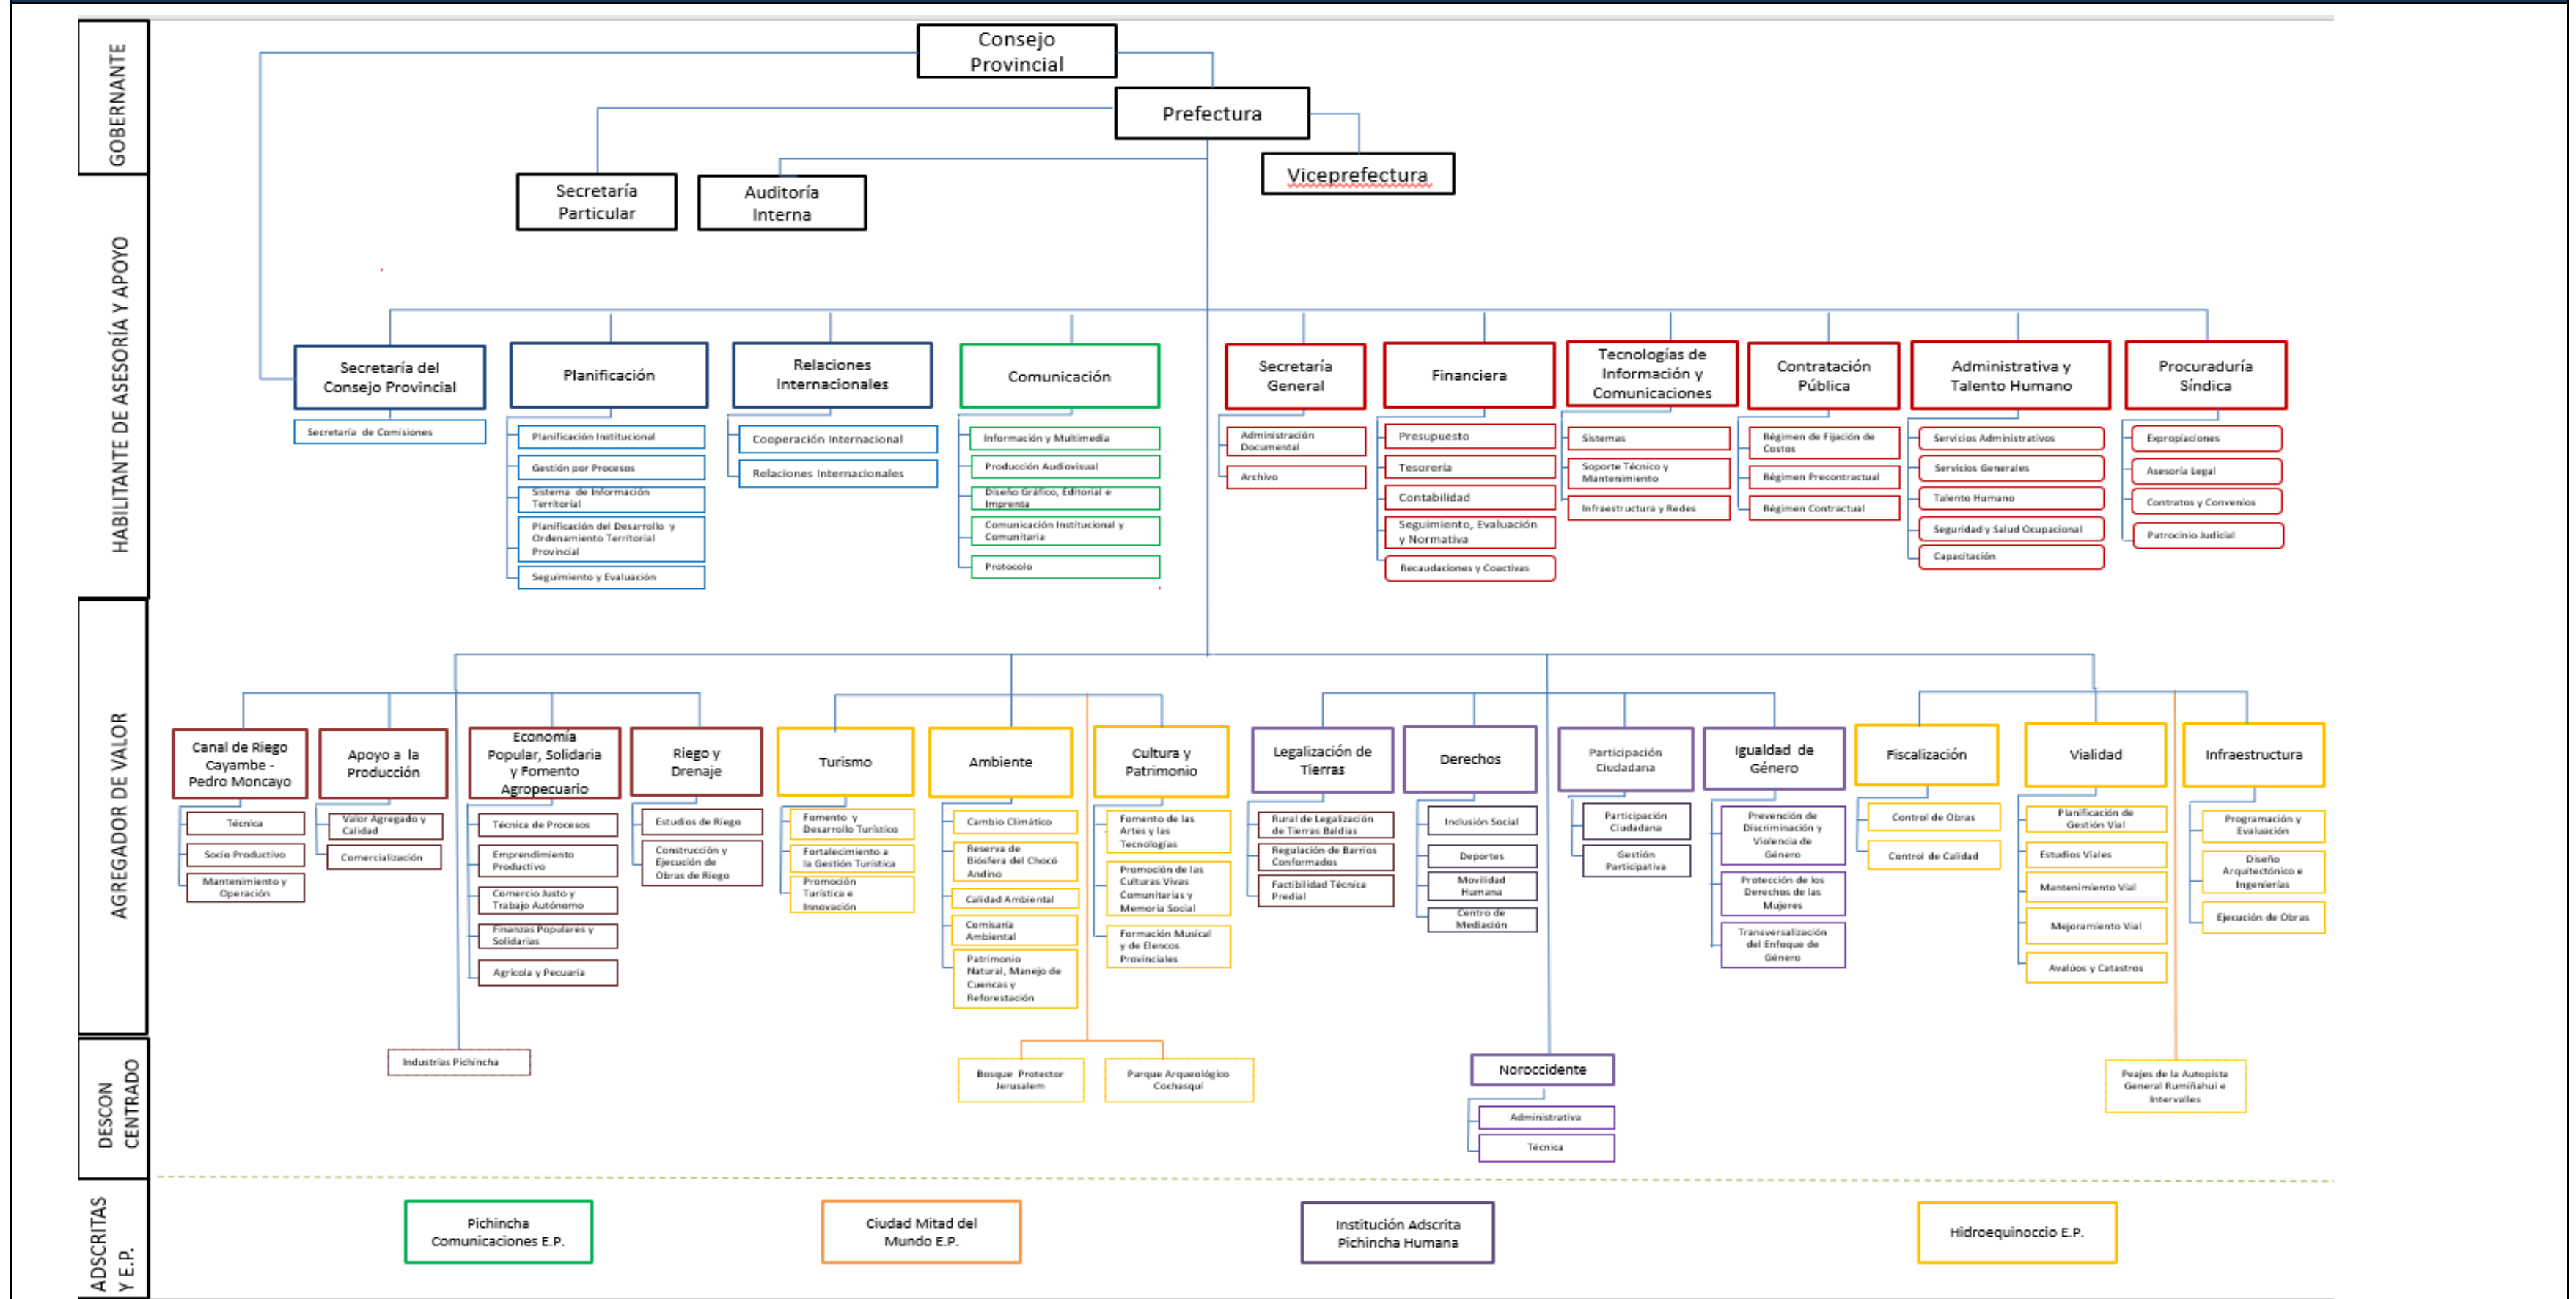 GOBERNANTE
Consejo
Provincial
Prefectura
Viceprefectura
HABILITANTE DE ASESORÍA Y APOYO
Secretaría
Particular
Auditoría
Interna
Secretaría del
Consejo Provincial
Secretaría de Comisiones
Planificación
Planificación Institucional
Gestión por Procesos
Sistema de Información
Territorial
Planificación del Desarrollo y
Ordenamiento Territorial
Provincial
Seguimiento y Evaluación
Relaciones
Internacionales
Cooperación Internacional
Relaciones Internacionales
Comunicación
Información y Multimedia
Producción Audiovisual
Diseño Gráfico, Editorial e
Imprenta
Comunicación Institucional y
Comunitaria
Protocolo
Secretaría
General
Administración
Documental
Archivo
Financiera
Presupuesto
Tesorería
Contabilidad
Seguimiento, Evaluación
y Normativa
Recaudaciones y Coactivas
Tecnologías de
Información y
Comunicaciones
Sistemas
Soporte Técnico y
Mantenimiento
Infraestructura y Redes
Contratación
Pública
Régimen de Fijación de
Costos
Régimen Precontractual
Régimen Contractual
Administrativa y
Talento Humano
Servicios Administrativos
Servicios Generales
Talento Humano
Seguridad y Salud Ocupacional
Capacitación
Procuraduría
Síndica
Expropiaciones
Asesoría Legal
Contratos y Convenios
Patrocinio Judicial
AGREGADOR DE VALOR
Canal de Riego
Cayambe -
Pedro Moncayo
Técnica
Socio Productivo
Mantenimiento y
Operación
Apoyo a la
Producción
Valor Agregado y
Calidad
Comercialización
Economía
Popular, Solidaria
y Fomento
Agropecuario
Técnica de Procesos
Emprendimiento
Productivo
Comercio Justo y
Trabajo Autónomo
Finanzas Populares y
Solidarias
Agrícola y Pecuaria
Riego y
Drenaje
Estudios de Riego
Construcción y
Ejecución de
Obras de Riego
Turismo
Fomento y
Desarrollo Turístico
Fortalecimiento a
la Gestión Turística
Promoción
Turística e
Innovación
Ambiente
Cambio Climático
Reserva de
Biósfera del Chocó
Andino
Calidad Ambiental
Comisaría
Ambiental
Patrimonio
Natural, Manejo de
Cuencas y
Reforestación
Cultura y
Patrimonio
Fomento de las
Artes y las
Tecnologías
Promoción de las
Culturas Vivas
Comunitarias y
Memoria Social
Formación Musical
y de Elencos
Provinciales
Legalización de
Tierras
Rural de Legalización
de Tierras Baldías
Regulación de Barrios
Conformados
Factibilidad Técnica
Predial
Derechos
Inclusión Social
Deportes
Movilidad
Humana
Centro de
Mediación
Participación
Ciudadana
Participación
Ciudadana
Gestión
Participativa
Igualdad de
Género
Prevención de
Discriminación y
Violencia de
Género
Protección de los
Derechos de las
Mujeres
Transversalización
del Enfoque de
Género
Fiscalización
Control de Obras
Control de Calidad
Vialidad
Planificación de
Gestión Vial
Estudios Viales
Mantenimiento Vial
Mejoramiento Vial
Avalúos y Catastros
Infraestructura
Programación y
Evaluación
Diseño
Arquitectónico e
Ingenierías
Ejecución de Obras
DESCON
CENTRADO
Industrias Pichincha
Bosque Protector
Jerusalem
Parque Arqueológico
Cochasquí
Noroccidente
Administrativa
Técnica
Peajes de la Autopista
General Rumiñahui e
Intervalles
ADSCRITAS
Y E.P.
Pichincha
Comunicaciones E.P.
Ciudad Mitad del
Mundo E.P.
Institución Adscrita
Pichincha Humana
Hidroequinoccio E.P.